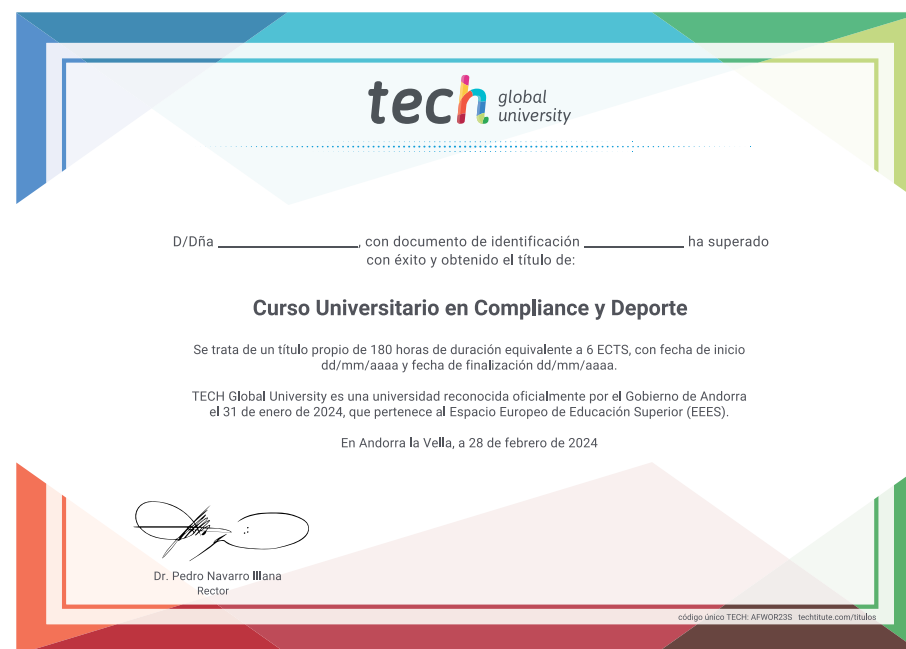 tech global university
D/Dña ____________, con documento de identificación ____________ ha superado
con éxito y obtenido el título de:
Curso Universitario en Compliance y Deporte
Se trata de un título propio de 180 horas de duración equivalente a 6 ECTS, con fecha de inicio
dd/mm/aaaa y fecha de finalización dd/mm/aaaa.
TECH Global University es una universidad reconocida oficialmente por el Gobierno de Andorra
el 31 de enero de 2024, que pertenece al Espacio Europeo de Educación Superior (EEES).
En Andorra la Vella, a 28 de febrero de 2024
Dr. Pedro Navarro Illana
Rector
código único TECH: AFWOR23S techtitute.com/titulos